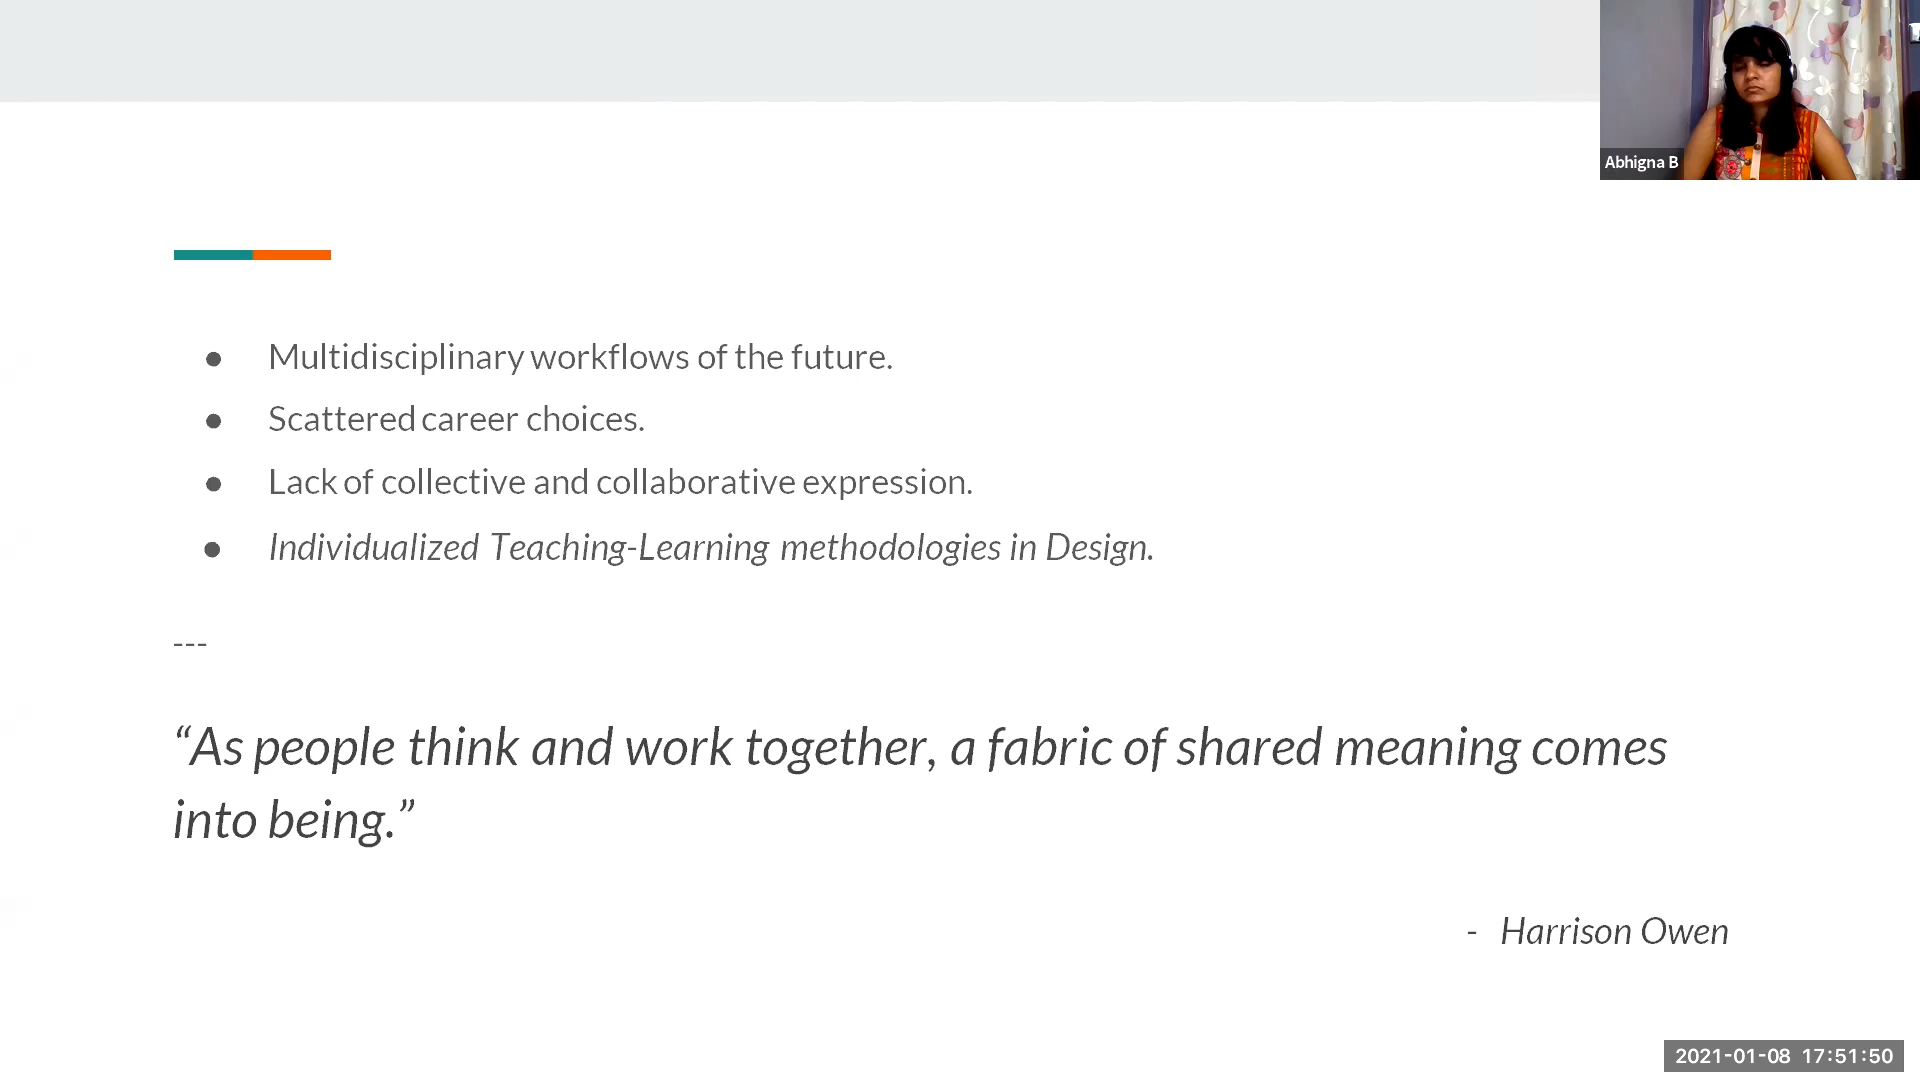 Abhigna B
● Multidisciplinary workflows of the future.
● Scattered career choices.
● Lack of collective and collaborative expression.
● Individualized Teaching-Learning methodologies in Design.
---
“As people think and work together, a fabric of shared meaning comes
into being.”
- Harrison Owen
2021-01-08 17:51:50